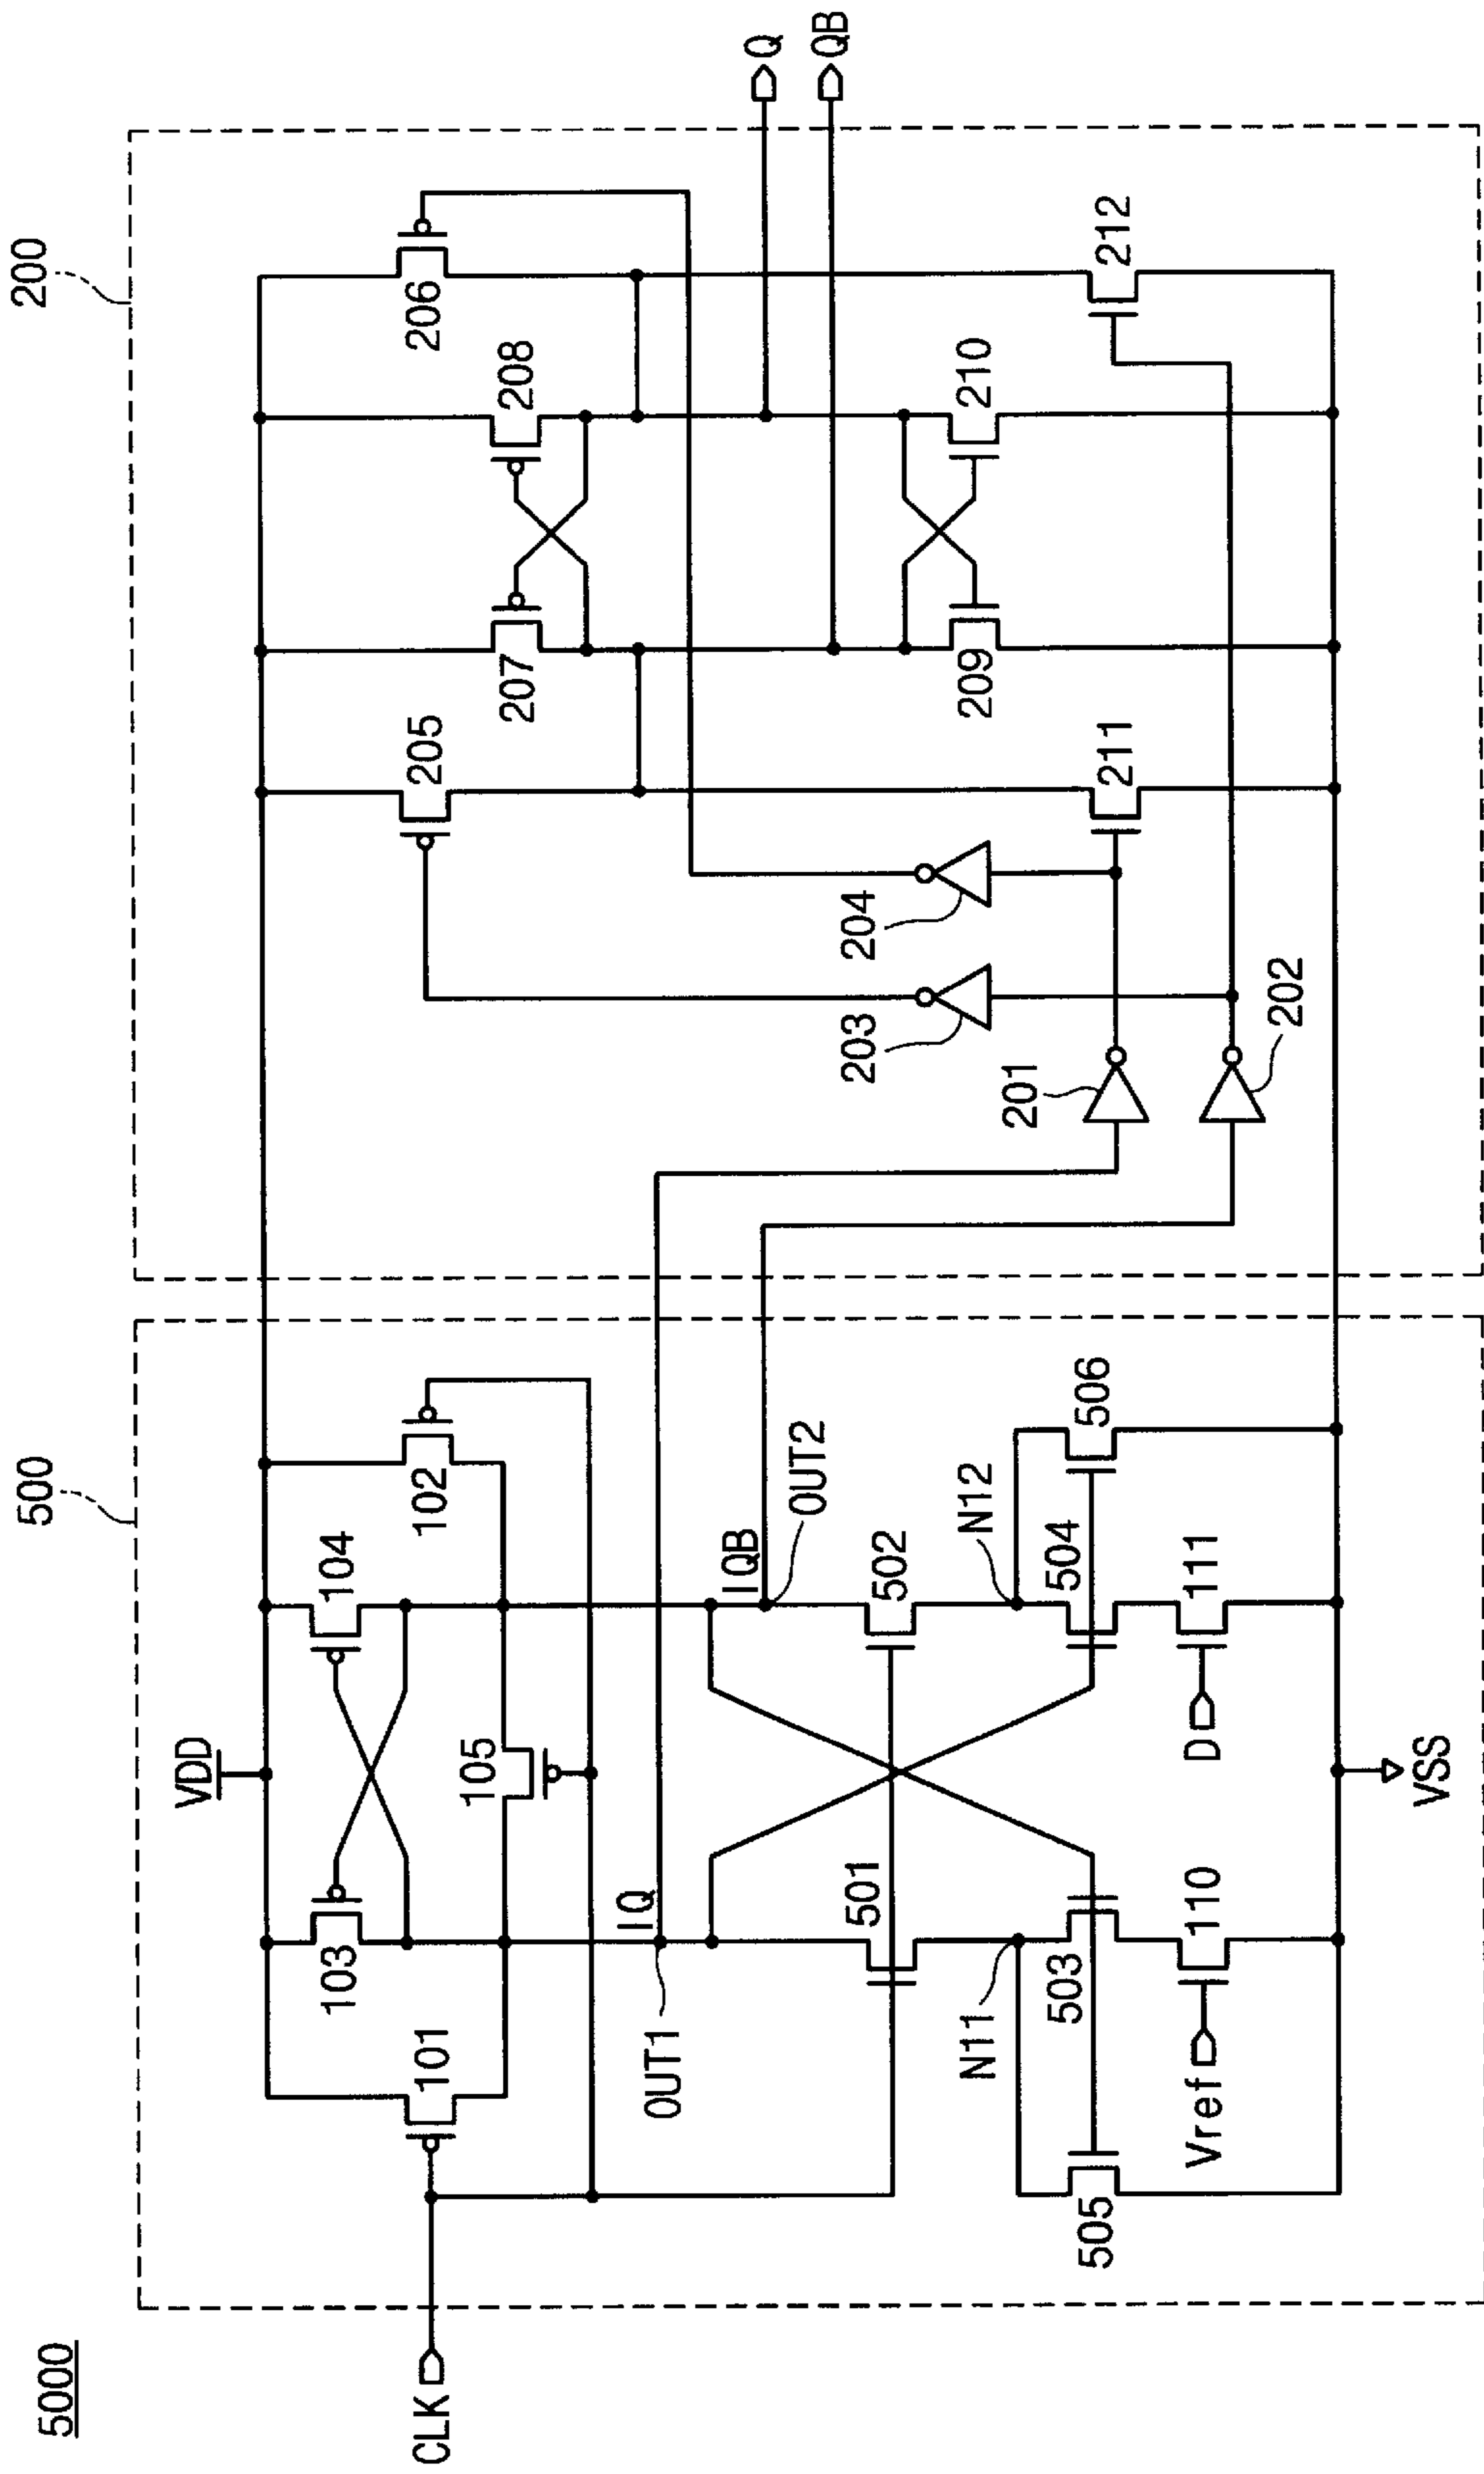 5000
500
200
VDD
CLK
101
103
104
102
105
IQ
IQB
OUT1
OUT2
501
502
N11
N12
503
504
505
506
Vref
110
D
111
VSS
205
207
208
206
Q
QB
203
204
209
210
201
202
211
212